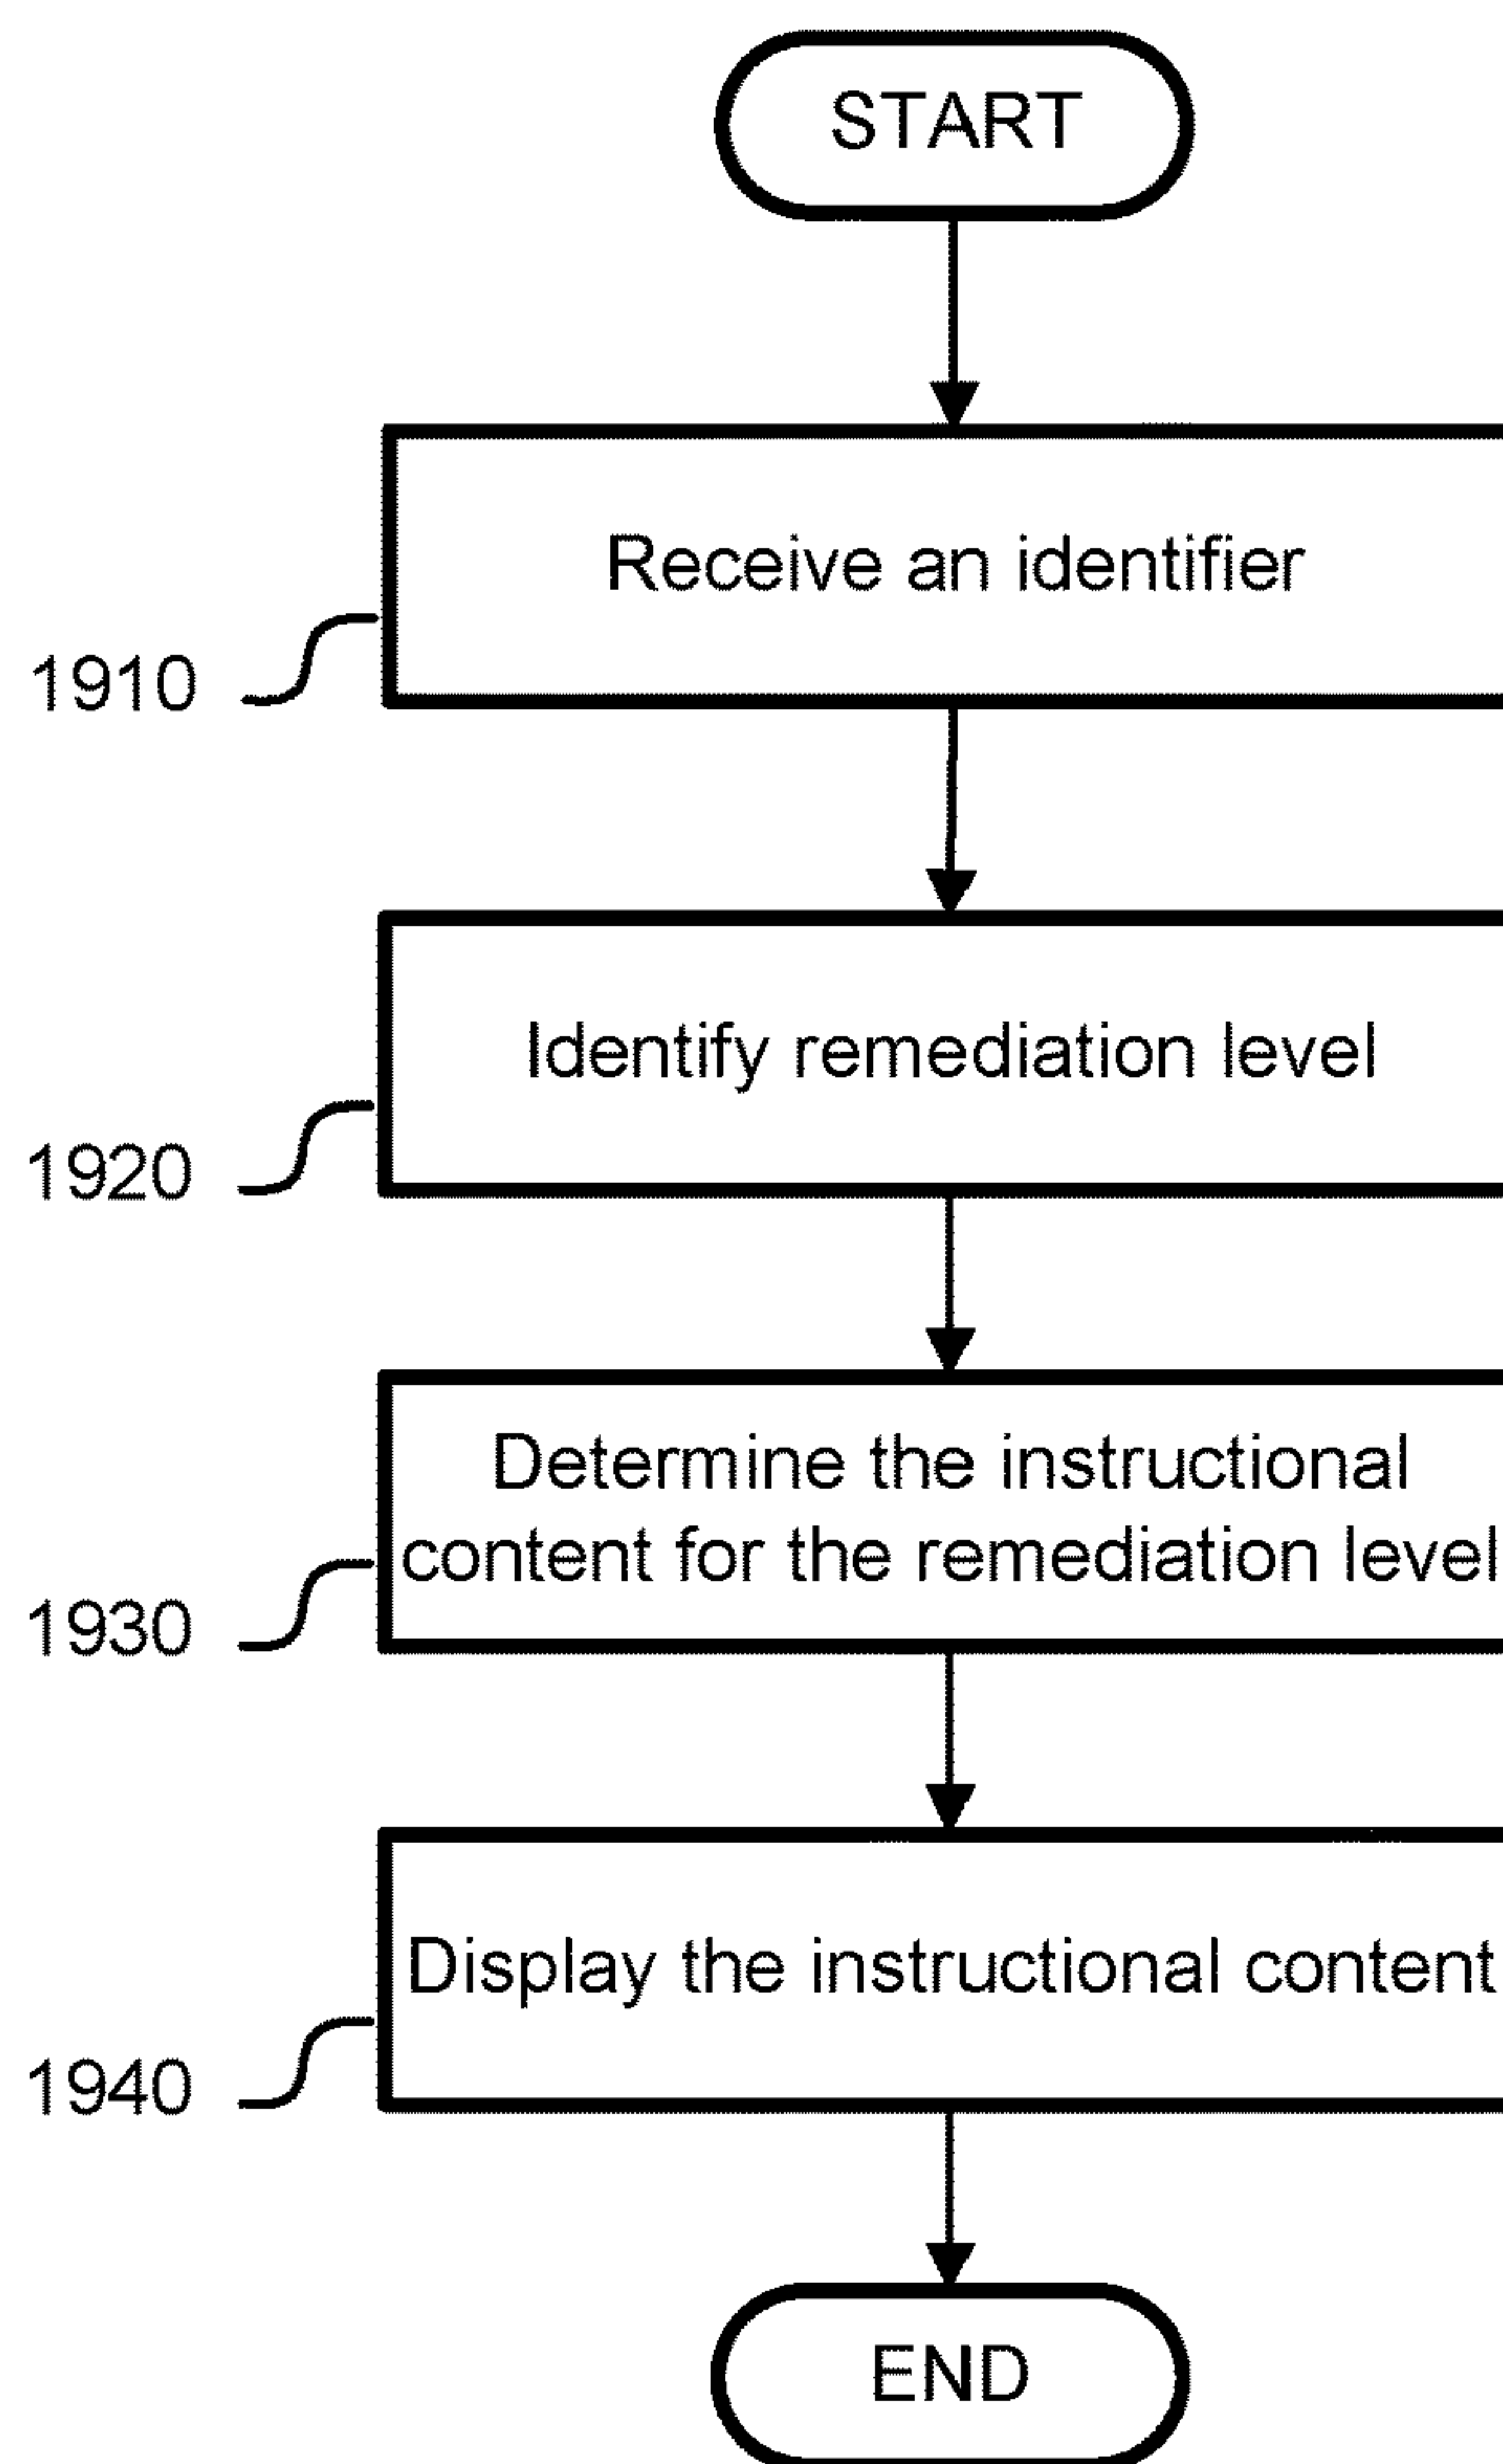 START
Receive an identifier
1910
Identify remediation level
1920
Determine the instructional
content for the remediation level
1930
Display the instructional content
1940
END